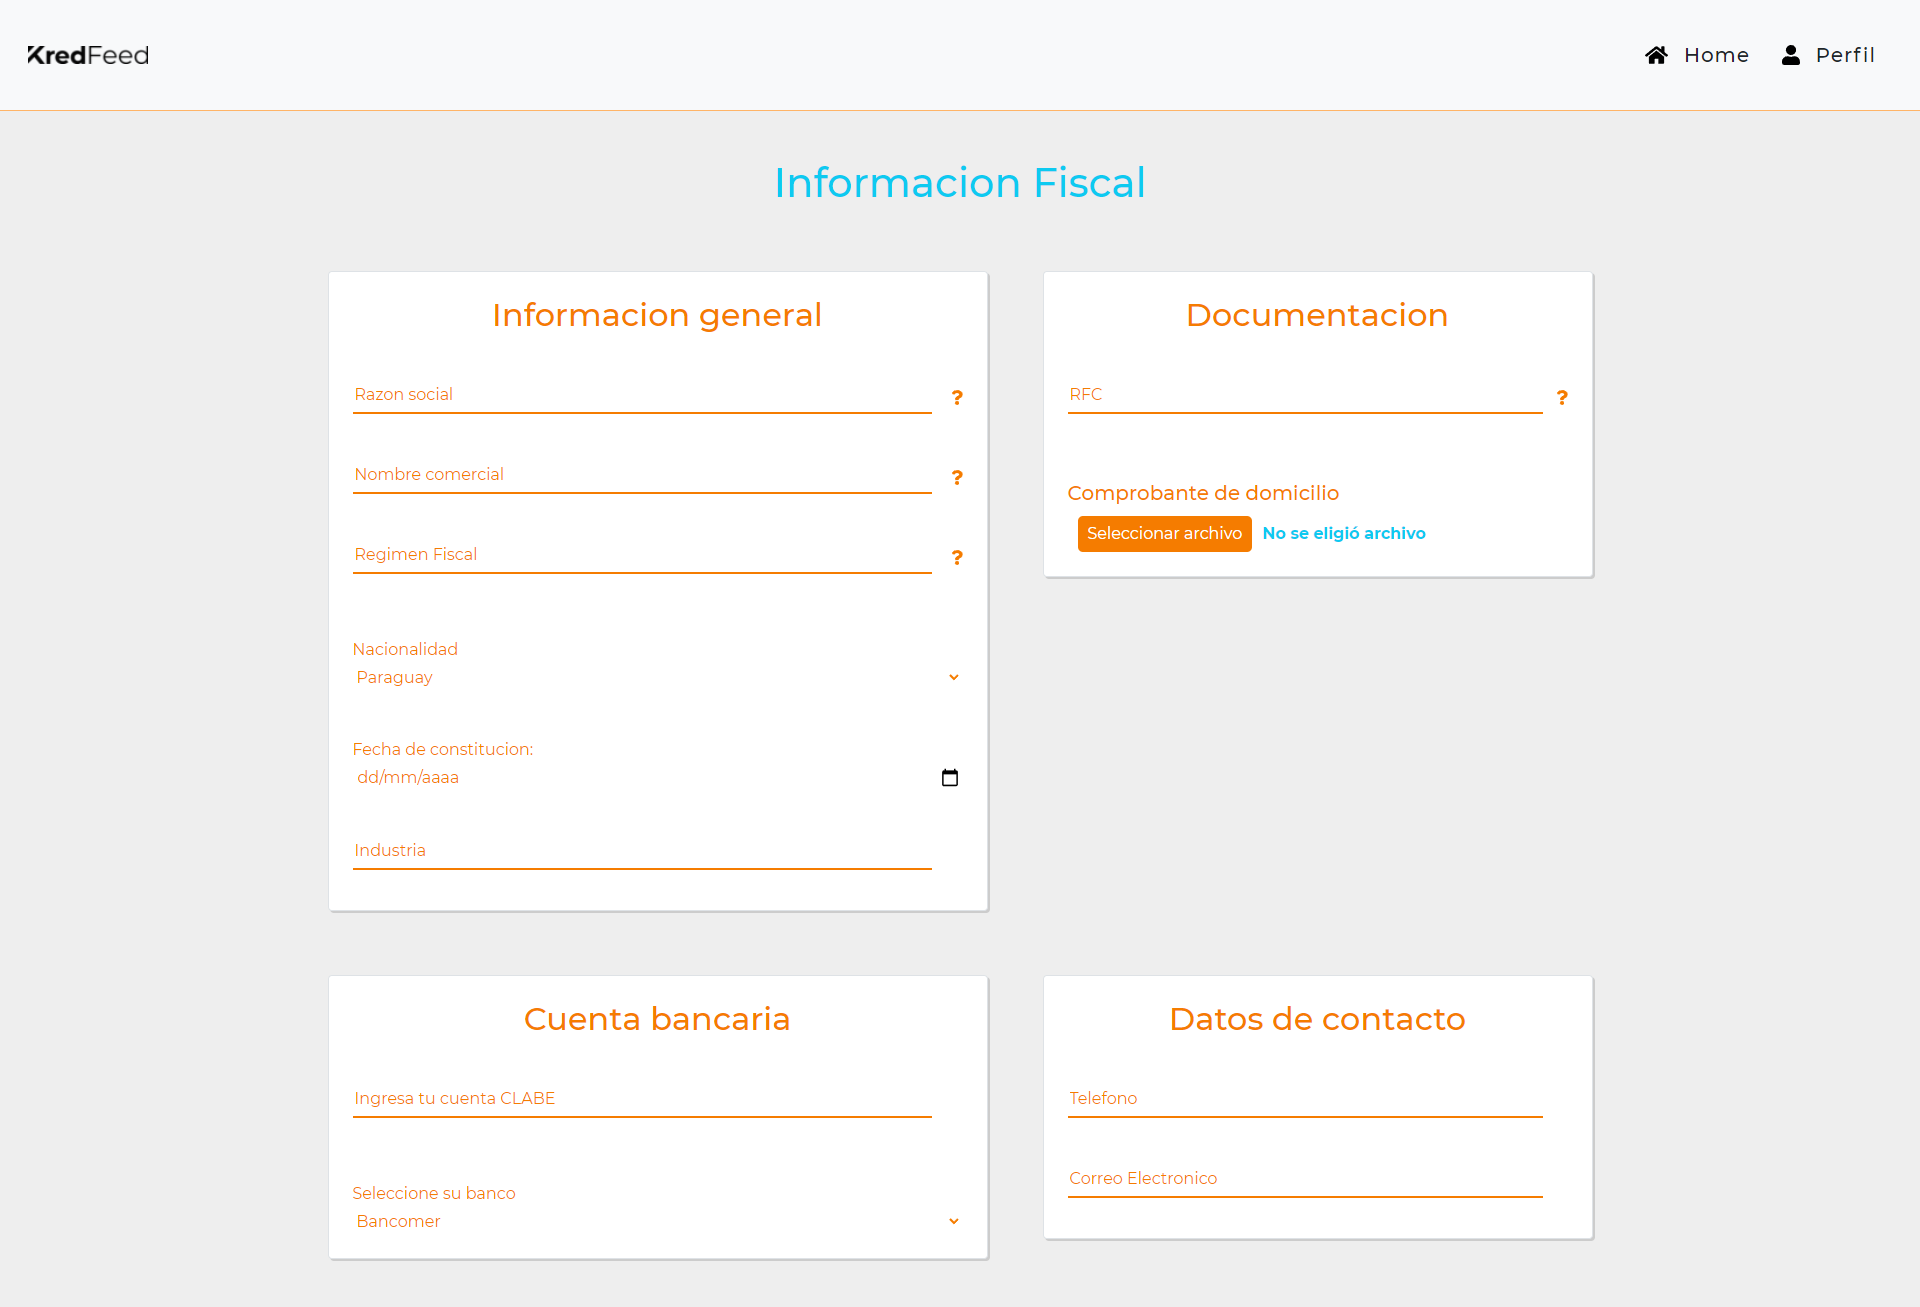 KredFeed
Home
Perfil
Informacion Fiscal
Informacion general
Razon social
?
Nombre comercial
?
Regimen Fiscal
?
Nacionalidad
Paraguay
Fecha de constitucion:
dd/mm/aaaa
Industria
Documentacion
RFC
?
Comprobante de domicilio
Seleccionar archivo No se eligió archivo
Cuenta bancaria
Ingresa tu cuenta CLABE
Seleccione su banco
Bancomer
Datos de contacto
Telefono
Correo Electronico